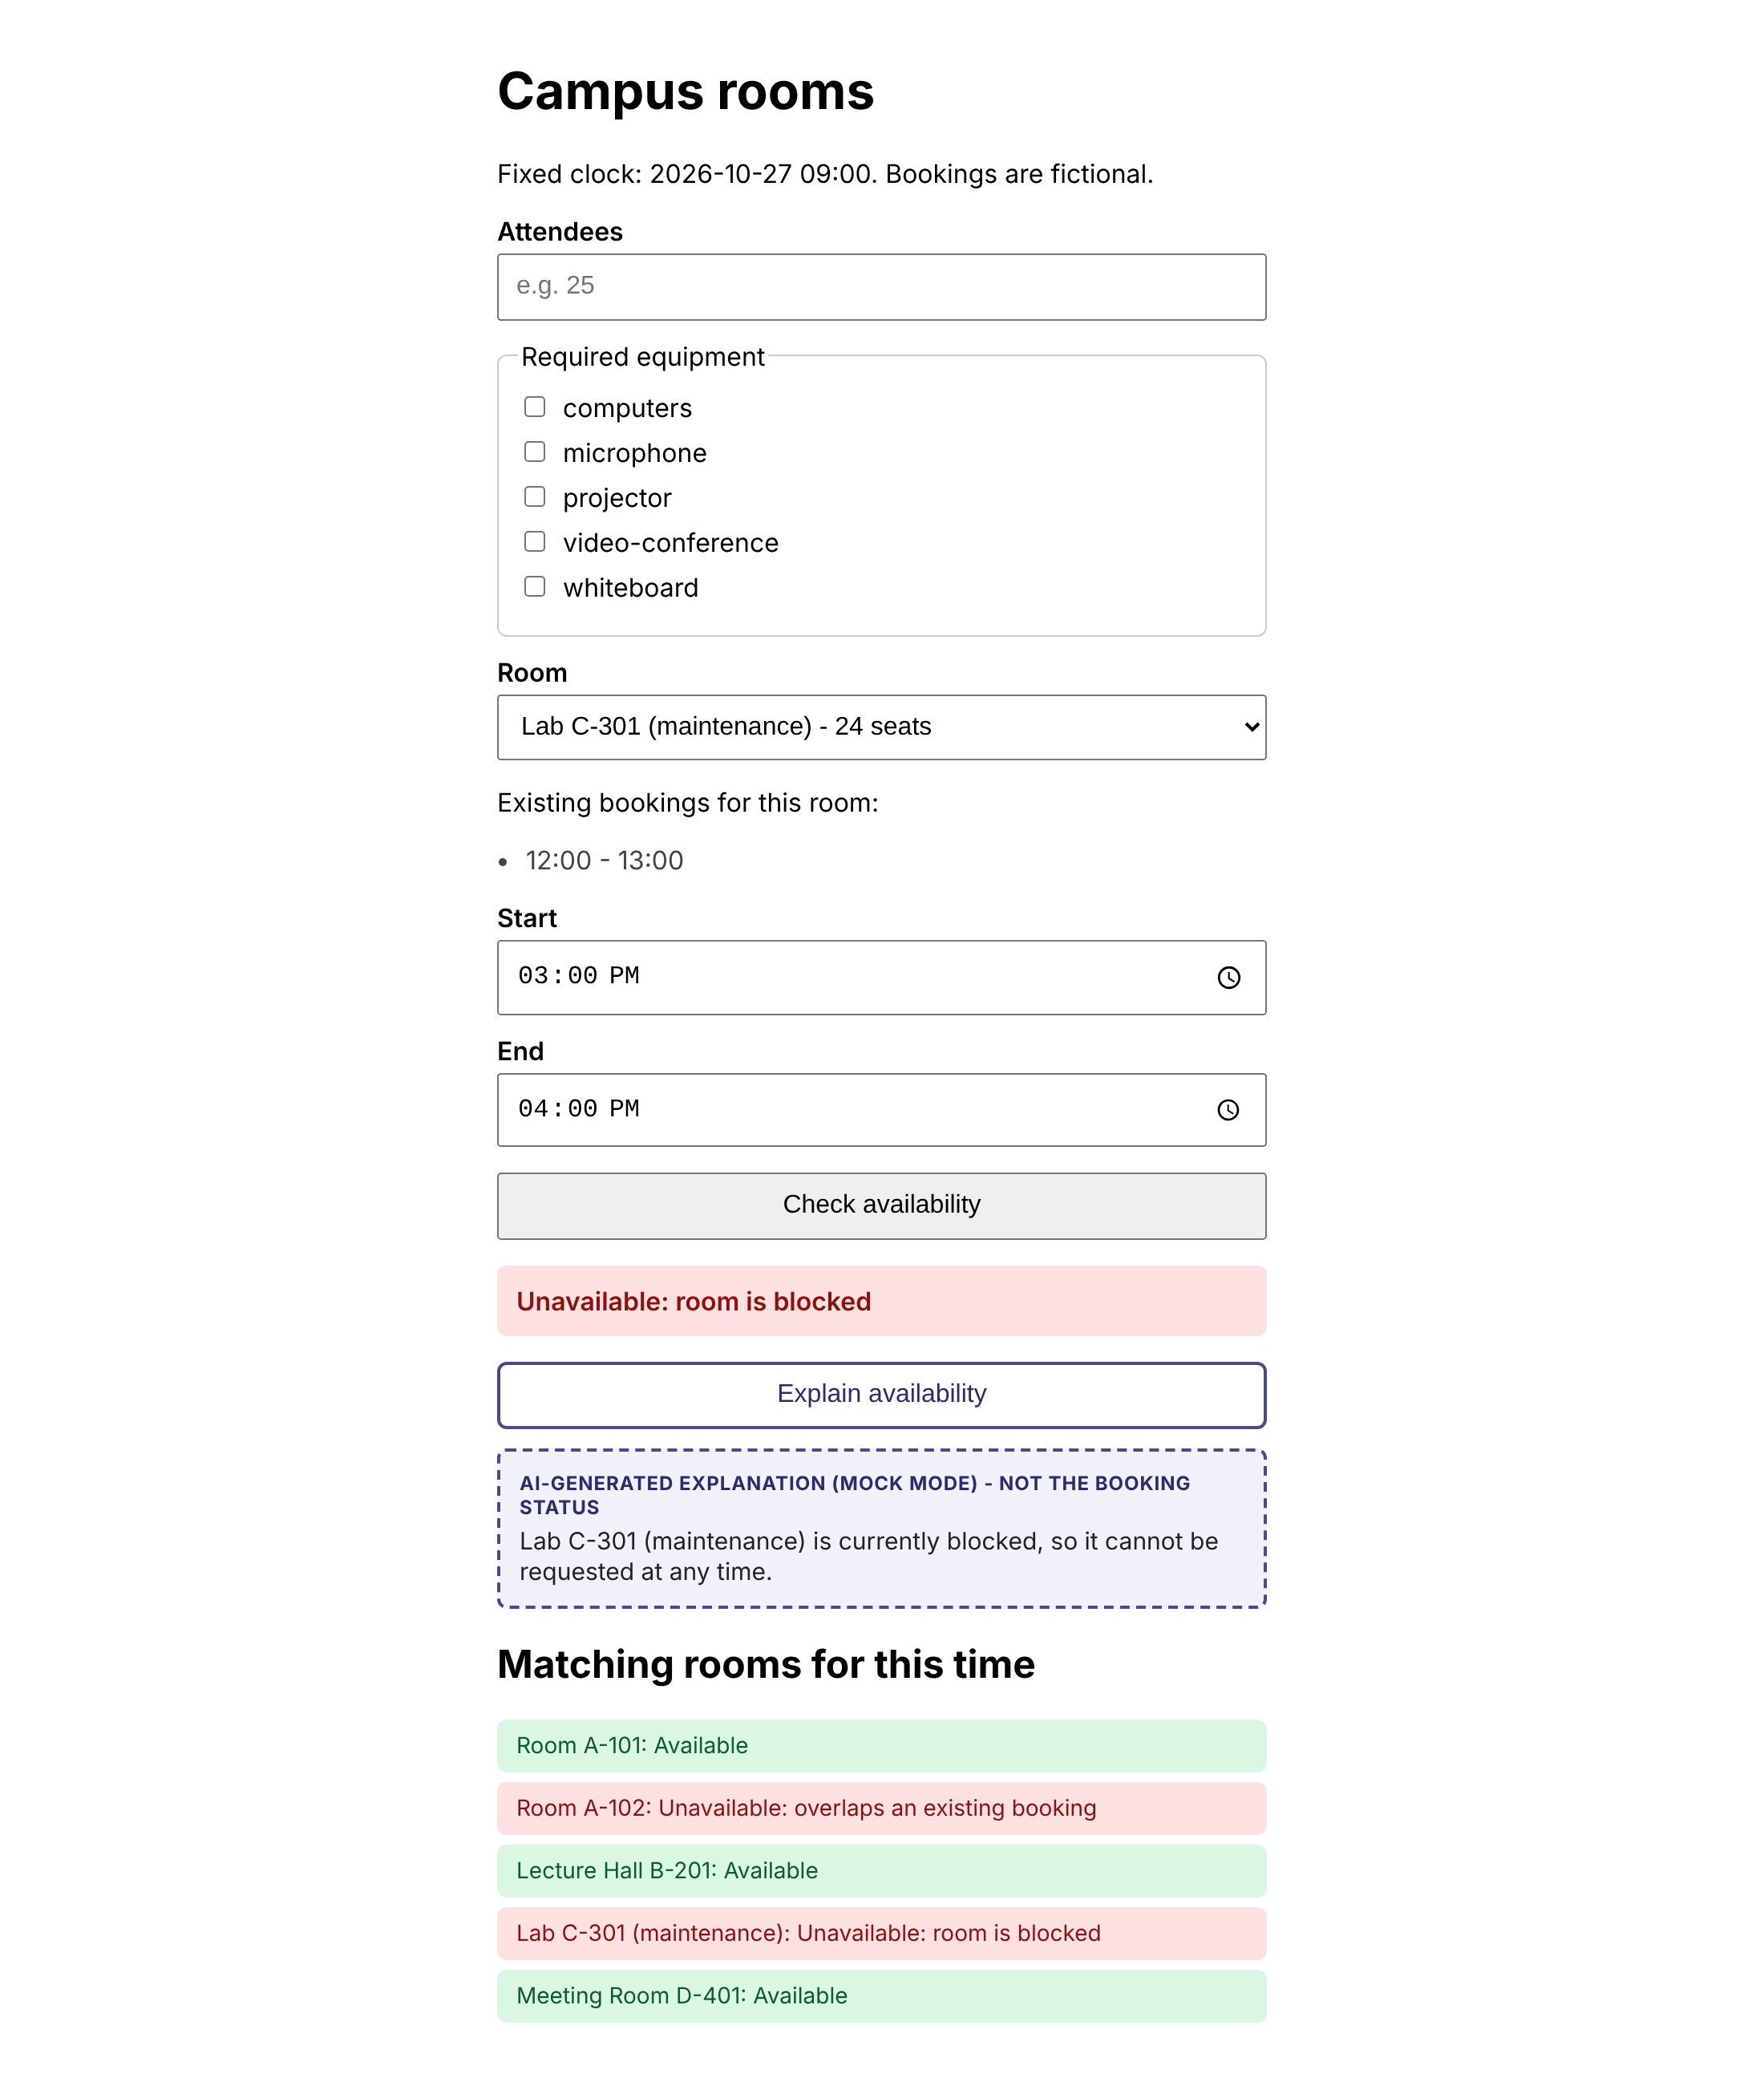 Campus rooms
Fixed clock: 2026-10-27 09:00. Bookings are fictional.
Attendees
e.g. 25
Required equipment
computers
microphone
projector
video-conference
whiteboard
Room
Lab C-301 (maintenance) - 24 seats
Existing bookings for this room:
• 12:00 - 13:00
Start
03:00 PM
End
04:00 PM
Check availability
Unavailable: room is blocked
Explain availability
AI-GENERATED EXPLANATION (MOCK MODE) - NOT THE BOOKING
STATUS
Lab C-301 (maintenance) is currently blocked, so it cannot be
requested at any time.
Matching rooms for this time
Room A-101: Available
Room A-102: Unavailable: overlaps an existing booking
Lecture Hall B-201: Available
Lab C-301 (maintenance): Unavailable: room is blocked
Meeting Room D-401: Available